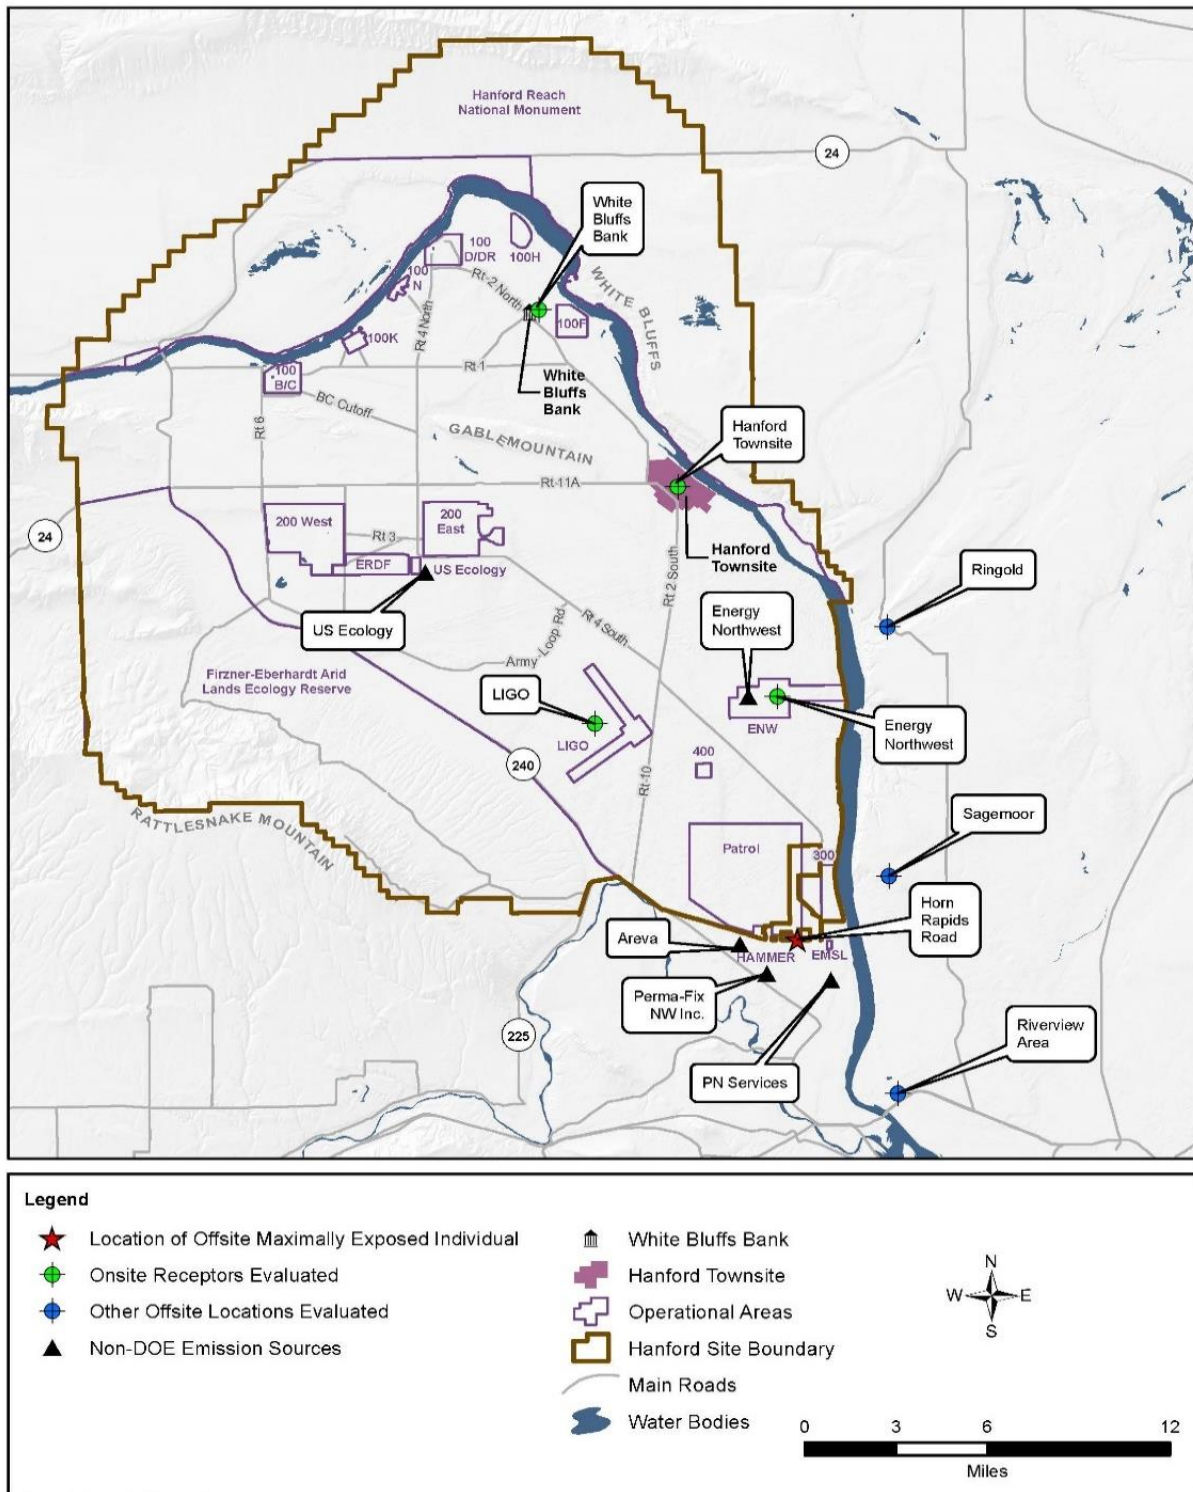 Hanford Reach
National Monument
24
White
Bluffs
Bank
100
D/DR
100H
100
N
Rt-2 North
WHITE BLUFFS
100F
Rt 4 North
100K
Rt 1
White
Bluffs
Bank
100
B/C
BC Cutoff
Rt 6
GABLE MOUNTAIN
Hanford
Townsite
Rt-11A
200 West
200
East
Rt 3
24
ERDF
US Ecology
Hanford
Townsite
Rt 2 South
Ringold
US Ecology
Army-Loop Rd
Rt 4 South
Energy
Northwest
Firzner-Eberhardt Arid
Lands Ecology Reserve
LIGO
LIGO
ENW
Energy
Northwest
240
400
Rt-10
RATTLESNAKE MOUNTAIN
Patrol
300
Sagemoor
Horn
Rapids
Road
Areva
HAMMER
EMSL
Perma-Fix
NW Inc.
225
PN Services
Riverview
Area
Legend
Location of Offsite Maximally Exposed Individual
Onsite Receptors Evaluated
Other Offsite Locations Evaluated
Non-DOE Emission Sources
White Bluffs Bank
Hanford Townsite
Operational Areas
Hanford Site Boundary
Main Roads
Water Bodies
N
W E
S
0 3 6 12
Miles